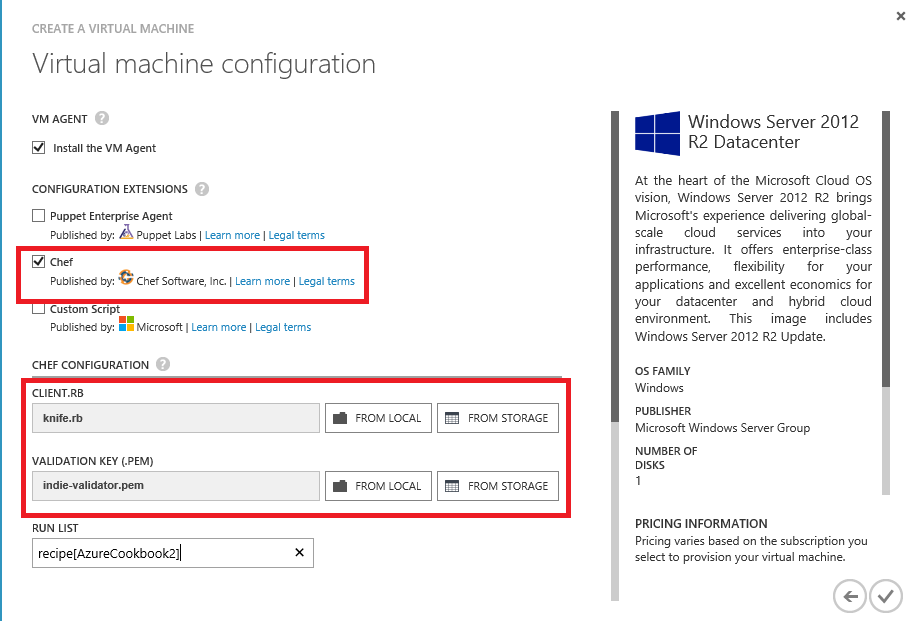 CREATE A VIRTUAL MACHINE
Virtual machine configuration
VM AGENT ?
Install the VM Agent
CONFIGURATION EXTENSIONS ?
Puppet Enterprise Agent
Published by: Puppet Labs | Learn more | Legal terms
Chef
Published by: Chef Software, Inc. | Learn more | Legal terms
Custom Script
Published by: Microsoft | Learn more | Legal terms
CHEF CONFIGURATION ?
CLIENT.RB
knife.rb FROM LOCAL FROM STORAGE
VALIDATION KEY (.PEM)
indie-validator.pem FROM LOCAL FROM STORAGE
RUN LIST
recipe[AzureCookbook2]
Windows Server 2012
R2 Datacenter
At the heart of the Microsoft Cloud OS
vision, Windows Server 2012 R2 brings
Microsoft's experience delivering global-
scale cloud services into your
infrastructure. It offers enterprise-class
performance, flexibility for your
applications and excellent economics for
your datacenter and hybrid cloud
environment. This image includes
Windows Server 2012 R2 Update.
OS FAMILY
Windows
PUBLISHER
Microsoft Windows Server Group
NUMBER OF
DISKS
1
PRICING INFORMATION
Pricing varies based on the subscription you
select to provision your virtual machine.